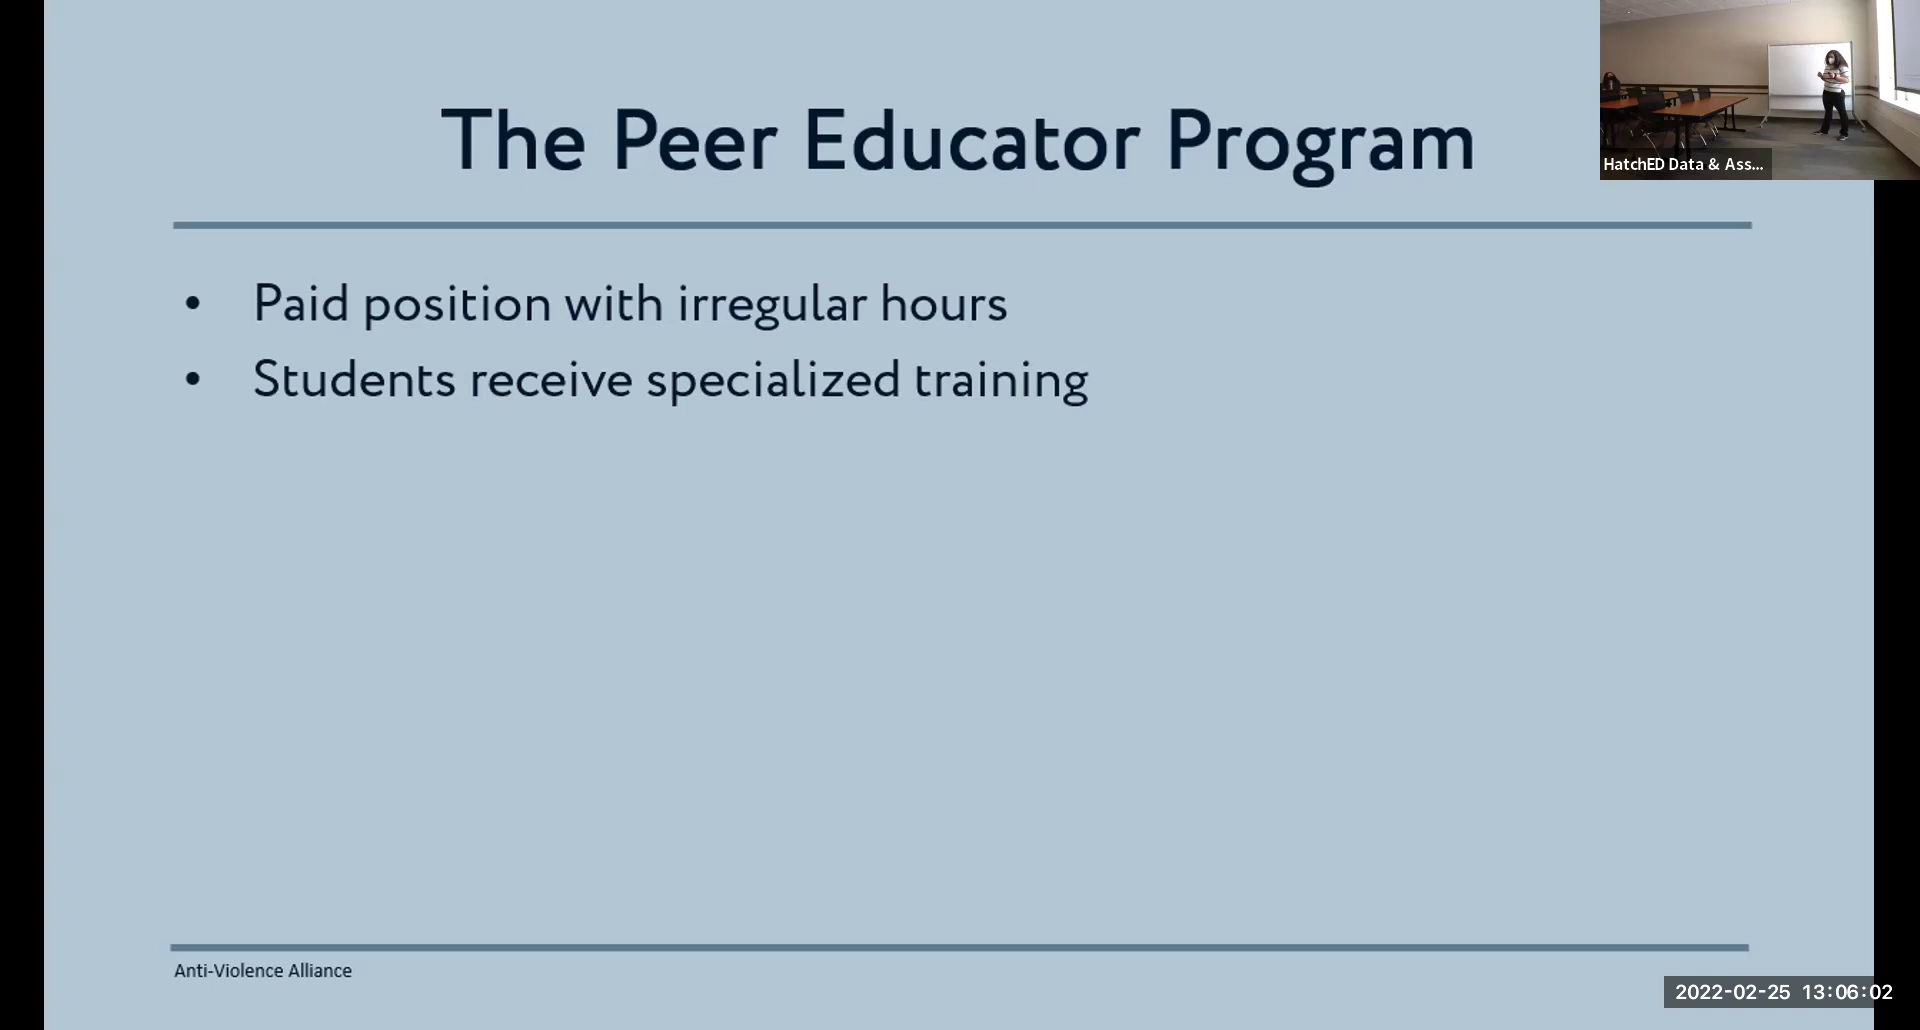 The Peer Educator Program
HatchED Data & Ass...
• Paid position with irregular hours
• Students receive specialized training
Anti-Violence Alliance
2022-02-25 13:06:02